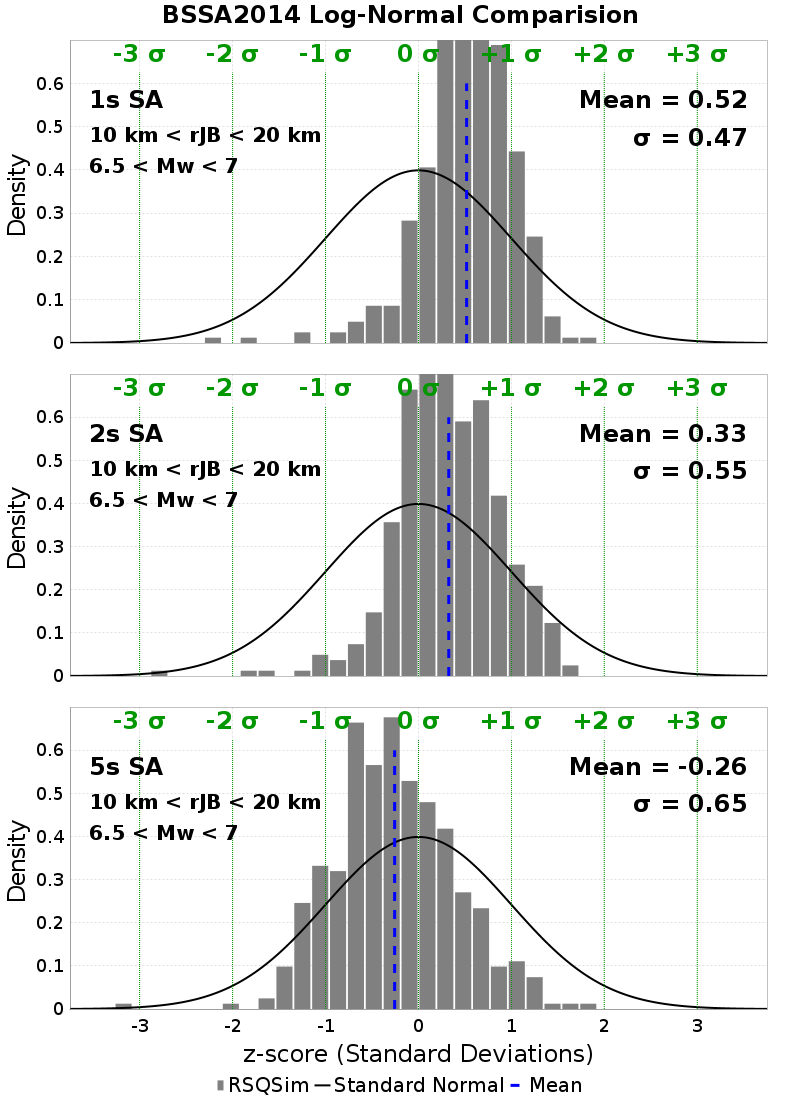 BSSA2014 Log-Normal Comparision
-3 σ -2 σ -1 σ 0 σ +1 σ +2 σ +3 σ
0.6
1s SA Mean = 0.52
0.5
10 km < rJB < 20 km σ = 0.47
6.5 < Mw < 7
0.4
0.3
0.2
0.1
0
Density
-3 σ -2 σ -1 σ 0 σ +1 σ +2 σ +3 σ
0.6
2s SA Mean = 0.33
0.5
10 km < rJB < 20 km σ = 0.55
6.5 < Mw < 7
0.4
0.3
0.2
0.1
0
Density
-3 σ -2 σ -1 σ 0 σ +1 σ +2 σ +3 σ
0.6
5s SA Mean = -0.26
0.5
10 km < rJB < 20 km σ = 0.65
6.5 < Mw < 7
0.4
0.3
0.2
0.1
0
Density
-3 -2 -1 0 1 2 3
z-score (Standard Deviations)
RSQSim Standard Normal Mean